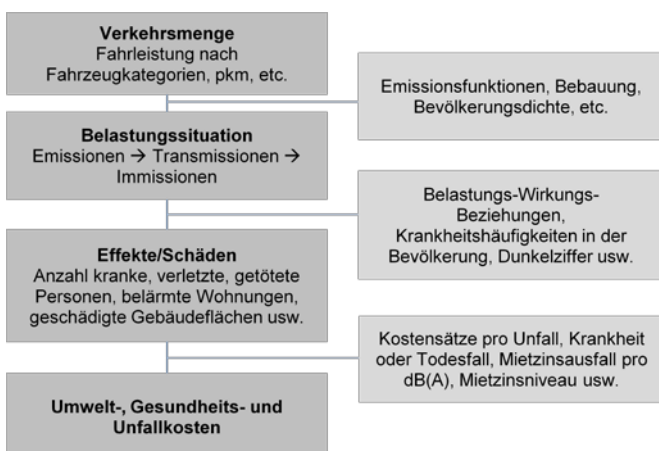 Verkehrsmenge
Fahrleistung nach
Fahrzeugkategorien, pkm, etc.
Emissionsfunktionen, Bebauung,
Bevölkerungsdichte, etc.
Belastungssituation
Emissionen → Transmissionen →
Immissionen
Belastungs-Wirkungs-
Beziehungen,
Krankheitshäufigkeiten in der
Bevölkerung, Dunkelziffer usw.
Effekte/Schäden
Anzahl kranke, verletzte, getötete
Personen, belärmte Wohnungen,
geschädigte Gebäudeflächen usw.
Kostensätze pro Unfall, Krankheit
oder Todesfall, Mietzinsausfall pro
dB(A), Mietzinsniveau usw.
Umwelt-, Gesundheits- und
Unfallkosten